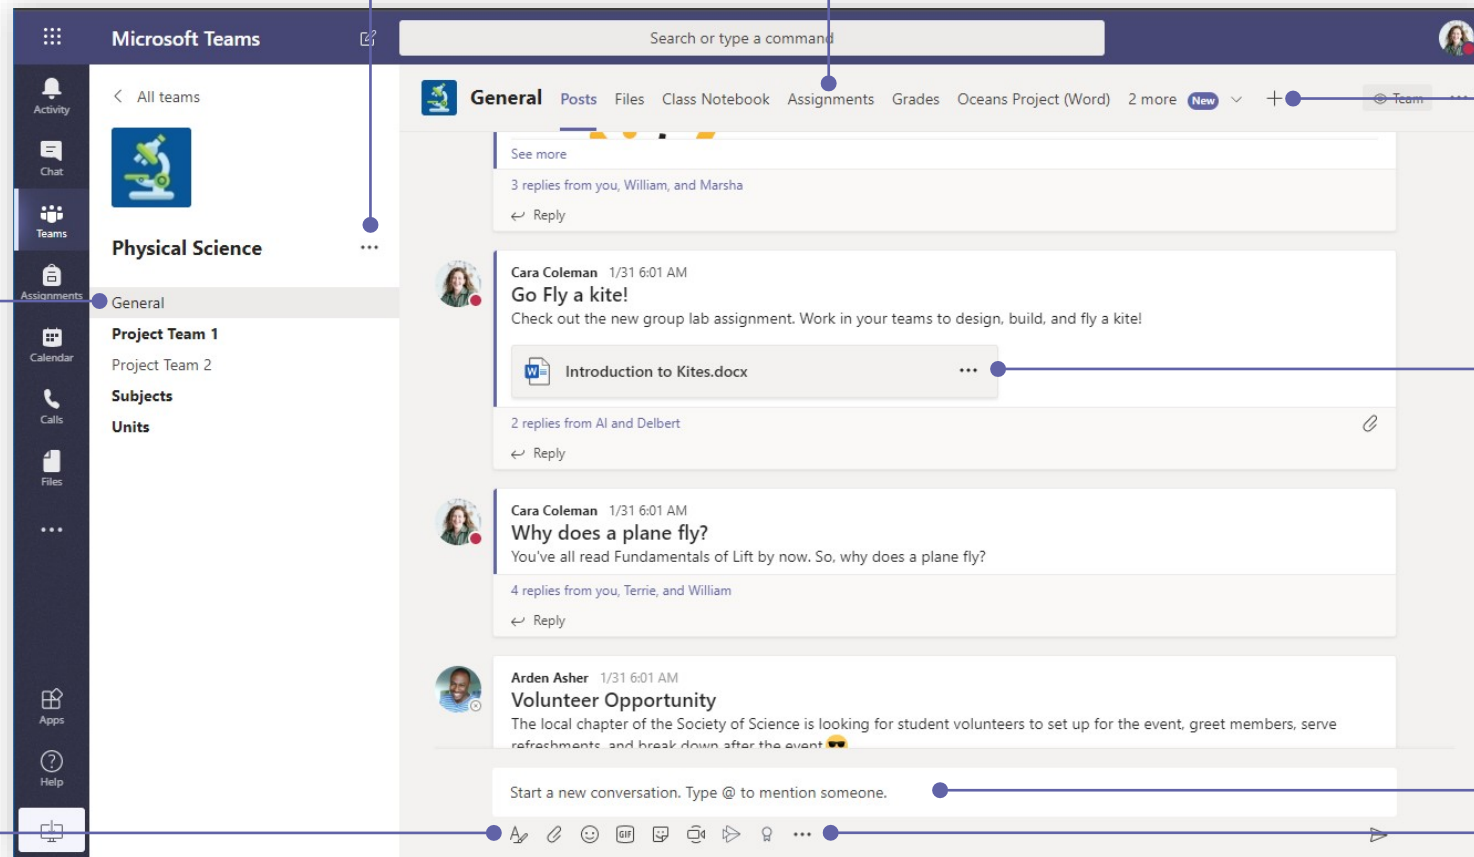 Microsoft Teams
Search or type a command
Activity
Chat
Teams
Assignments
Calendar
Calls
Files
Apps
Help
All teams
Physical Science
General
Project Team 1
Project Team 2
Subjects
Units
General Posts Files Class Notebook Assignments Grades Oceans Project (Word) 2 more New Team
See more
3 replies from you, William, and Marsha
Reply
Cara Coleman 1/31 6:01 AM
Go Fly a kite!
Check out the new group lab assignment. Work in your teams to design, build, and fly a kite!
Introduction to Kites.docx
2 replies from Al and Delbert
Reply
Cara Coleman 1/31 6:01 AM
Why does a plane fly?
You've all read Fundamentals of Lift by now. So, why does a plane fly?
4 replies from you, Terrie, and William
Reply
Arden Asher 1/31 6:01 AM
Volunteer Opportunity
The local chapter of the Society of Science is looking for student volunteers to set up for the event, greet members, serve
refreshments, and break down after the event
Start a new conversation. Type @ to mention someone.
GIF